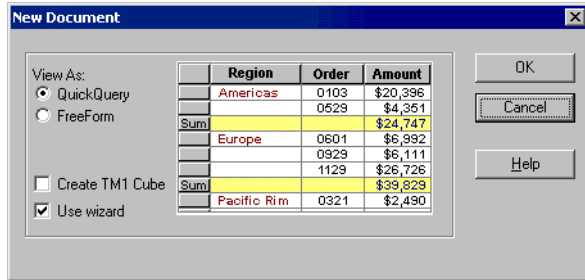 New Document
View As:
QuickQuery
FreeForm
Create TM1 Cube
Use wizard
Region Order Amount
Americas 0103 $20,396
0529 $4,351
Sum $24,747
Europe 0601 $6,992
0929 $6,111
1129 $26,726
Sum $39,829
Pacific Rim 0321 $2,490
OK
Cancel
Help